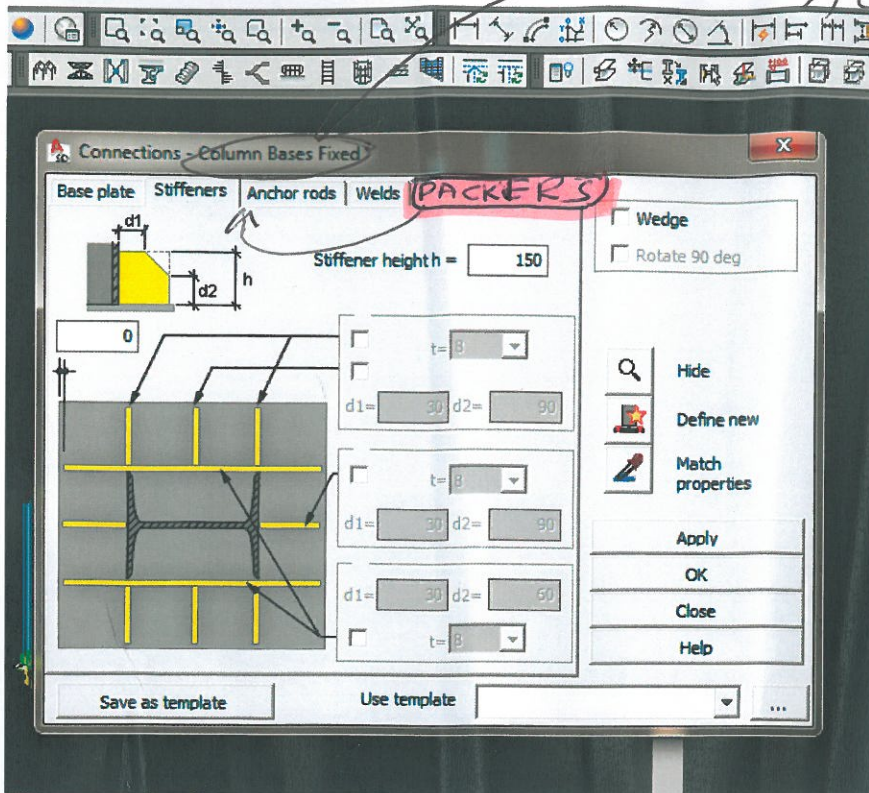 Connections - Column Bases Fixed
Base plate Stiffeners Anchor rods Welds PACKERS
Wedge
Rotate 90 deg
d1
h
d2
Stiffener height h = 150
0
t= 8
d1= 30 d2= 90
t= 8
d1= 30 d2= 90
d1= 30 d2= 60
t= 8
Hide
Define new
Match
properties
Apply
OK
Close
Help
Save as template
Use template
...